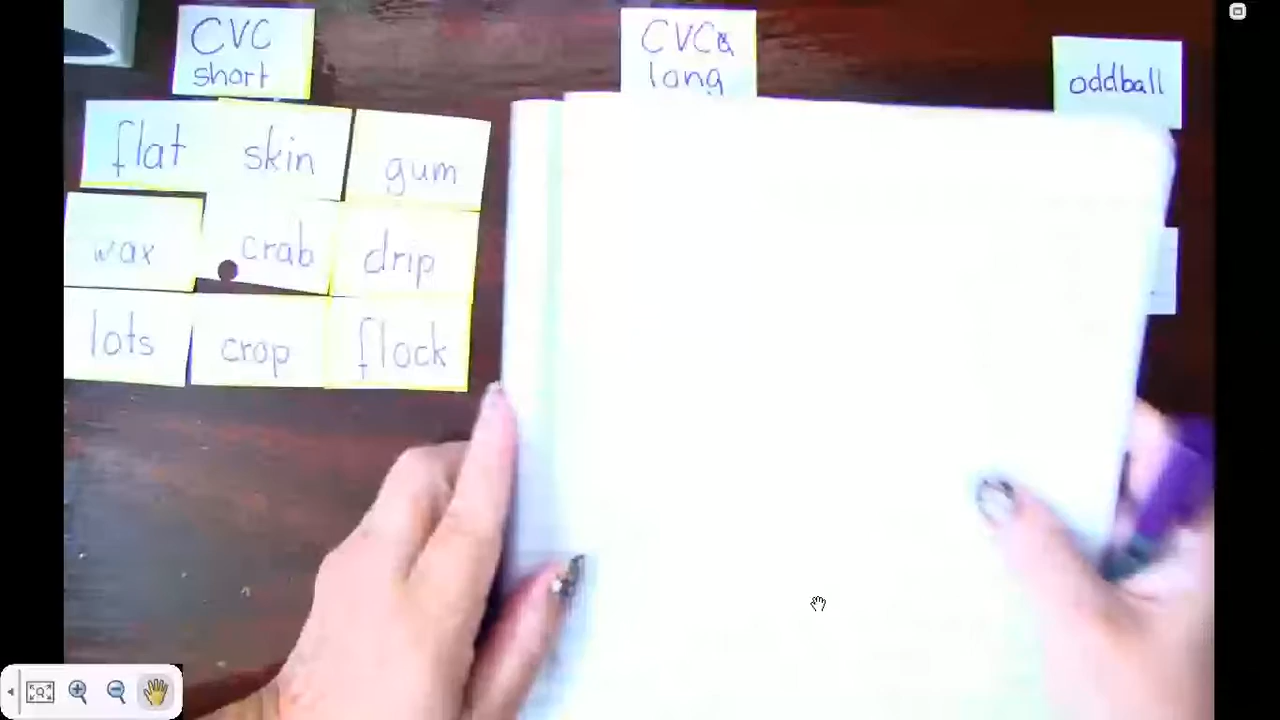 CVC
short
CVCe
long
oddball
flat skin gum
wax crab drip
lots crop flock